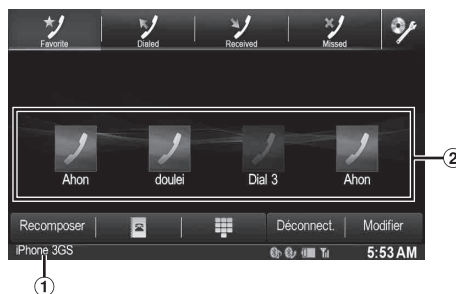 Favorite Dialed Received Missed
Ahon doulei Dial 3 Ahon
2
Recomposer Déconnect. Modifier
iPhone 3GS 5:53 AM
1